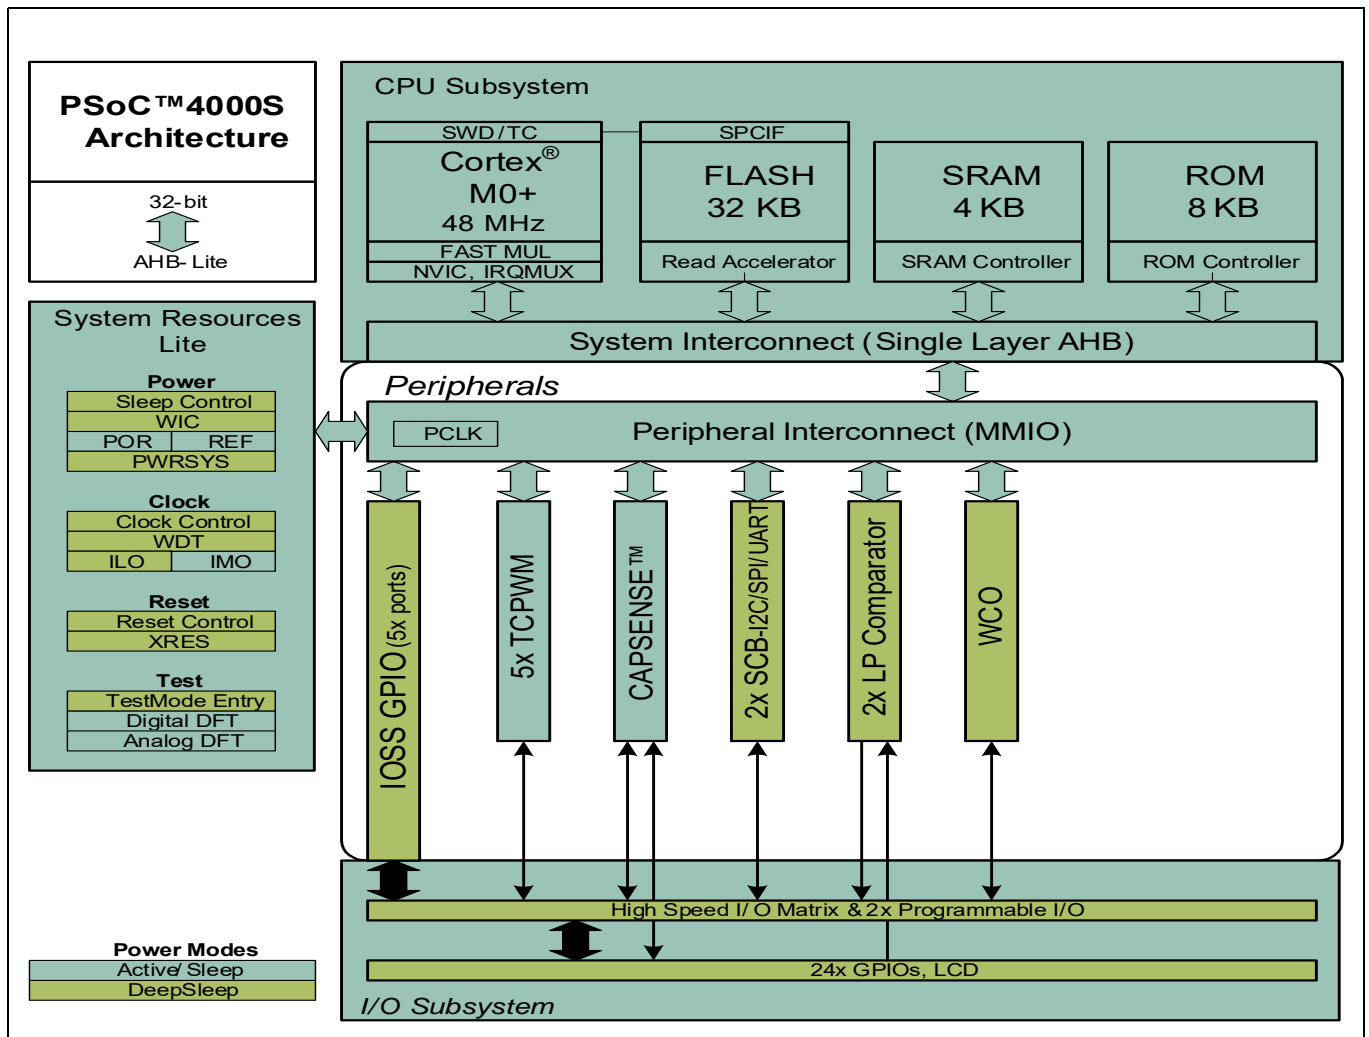 PSoC™4000S
Architecture
32-bit
AHB-Lite
CPU Subsystem
SWD/TC
Cortex®
M0+
48 MHz
FAST MUL
NVIC, IRQMUX
SPCIF
FLASH
32 KB
Read Accelerator
SRAM
4 KB
SRAM Controller
ROM
8 KB
ROM Controller
System Interconnect (Single Layer AHB)
System Resources
Lite
Power
Sleep Control
WIC
POR REF
PWRSYS
Clock
Clock Control
WDT
ILO IMO
Reset
Reset Control
XRES
Test
TestMode Entry
Digital DFT
Analog DFT
Peripherals
PCLK
Peripheral Interconnect (MMIO)
IOSS GPIO (5x ports)
5x TCPWM
CAPSENSE™
2x SCB-I2C/SPI/UART
2x LP Comparator
WCO
High Speed I/O Matrix & 2x Programmable I/O
24x GPIOs, LCD
I/O Subsystem
Power Modes
Active/Sleep
DeepSleep